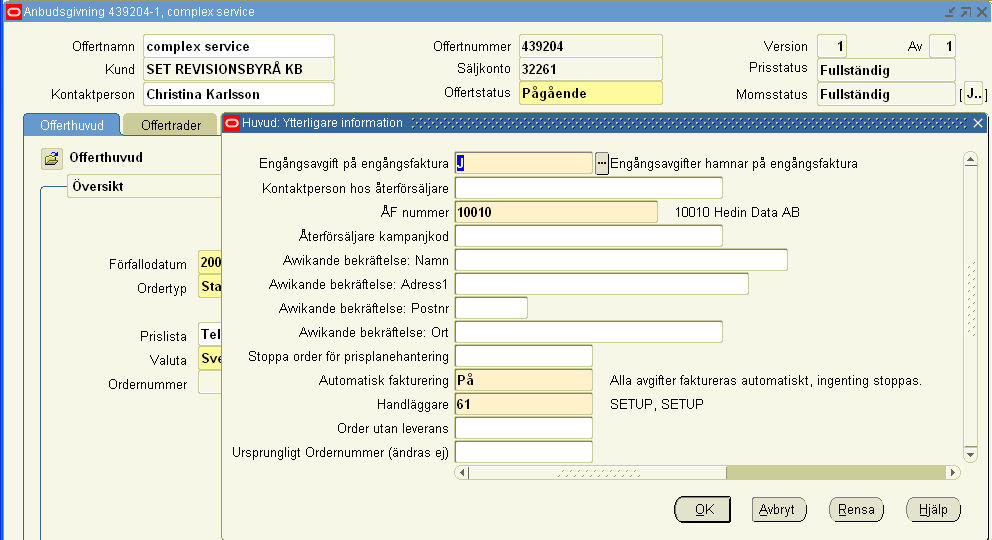 Anbudsgivning 439204-1, complex service
Offertnamn complex service Offertnummer 439204 Version 1 Av 1
Kund SET REVISIONSBYRÅ KB Säljkonto 32261 Prisstatus Fullständig
Kontaktperson Christina Karlsson Offertstatus Pågående Momsstatus Fullständig [J..]
Offerthuvud Offertrader
Offerthuvud
Översikt
Förfallodatum 200
Ordertyp Sta
Prislista Tel
Valuta Sve
Ordernummer
Huvud: Ytterligare information
Engångsavgift på engångsfaktura J ... Engångsavgifter hamnar på engångsfaktura
Kontaktperson hos återförsäljare
ÅF nummer 10010 10010 Hedin Data AB
Återförsäljare kampanjkod
Avvikande bekräftelse: Namn
Avvikande bekräftelse: Adress1
Avvikande bekräftelse: Postnr
Avvikande bekräftelse: Ort
Stoppa order för prisplanehantering
Automatisk fakturering På Alla avgifter faktureras automatiskt, ingenting stoppas.
Handläggare 61 SETUP, SETUP
Order utan leverans
Ursprungligt Ordernummer (ändras ej)
OK Avbryt Rensa Hjälp